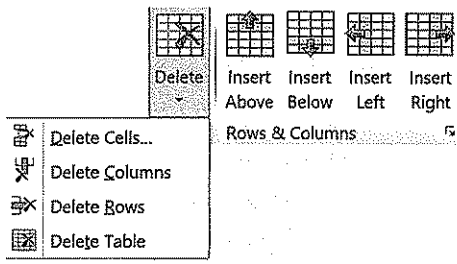 Delete
Insert Above
Insert Below
Insert Left
Insert Right
Rows & Columns
Delete Cells...
Delete Columns
Delete Rows
Delete Table